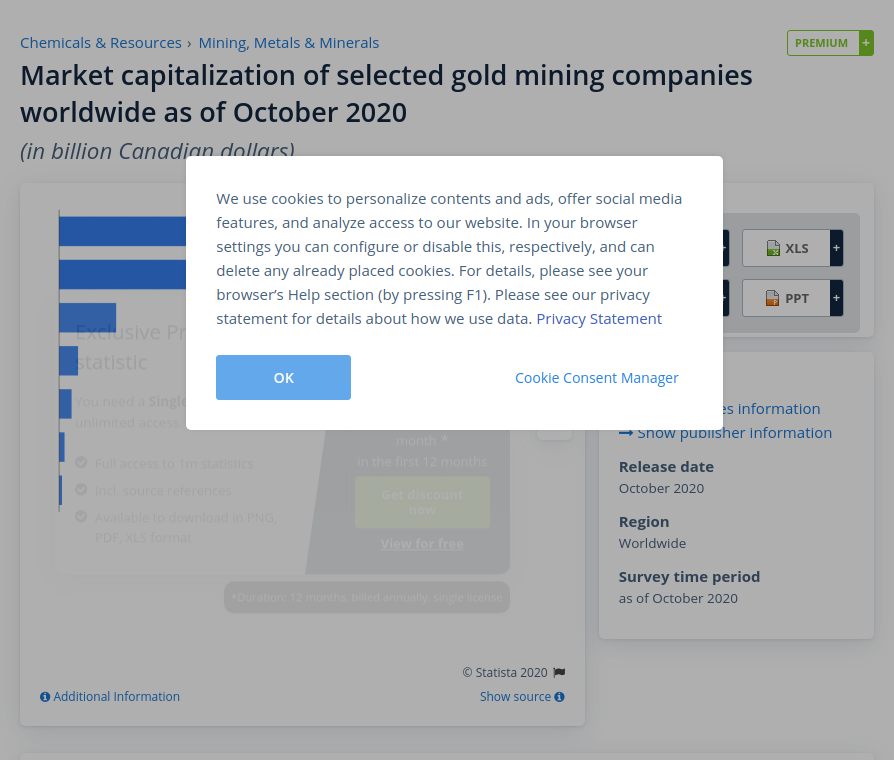 Chemicals & Resources › Mining, Metals & Minerals
PREMIUM +
Market capitalization of selected gold mining companies
worldwide as of October 2020
(in billion Canadian dollars)
We use cookies to personalize contents and ads, offer social media
features, and analyze access to our website. In your browser
settings you can configure or disable this, respectively, and can
delete any already placed cookies. For details, please see your
browser's Help section (by pressing F1). Please see our privacy
statement for details about how we use data. Privacy Statement
OK
Cookie Consent Manager
XLS +
PPT +
Exclusive Pr
statistic
You need a Single
unlimited access.
Full access to 1m statistics
Incl. source references
Available to download in PNG,
PDF, XLS format
month *
in the first 12 months
Get discount
now
View for free
*Duration: 12 months, billed annually, single license
© Statista 2020
Additional Information
Show source
es information
Show publisher information
Release date
October 2020
Region
Worldwide
Survey time period
as of October 2020